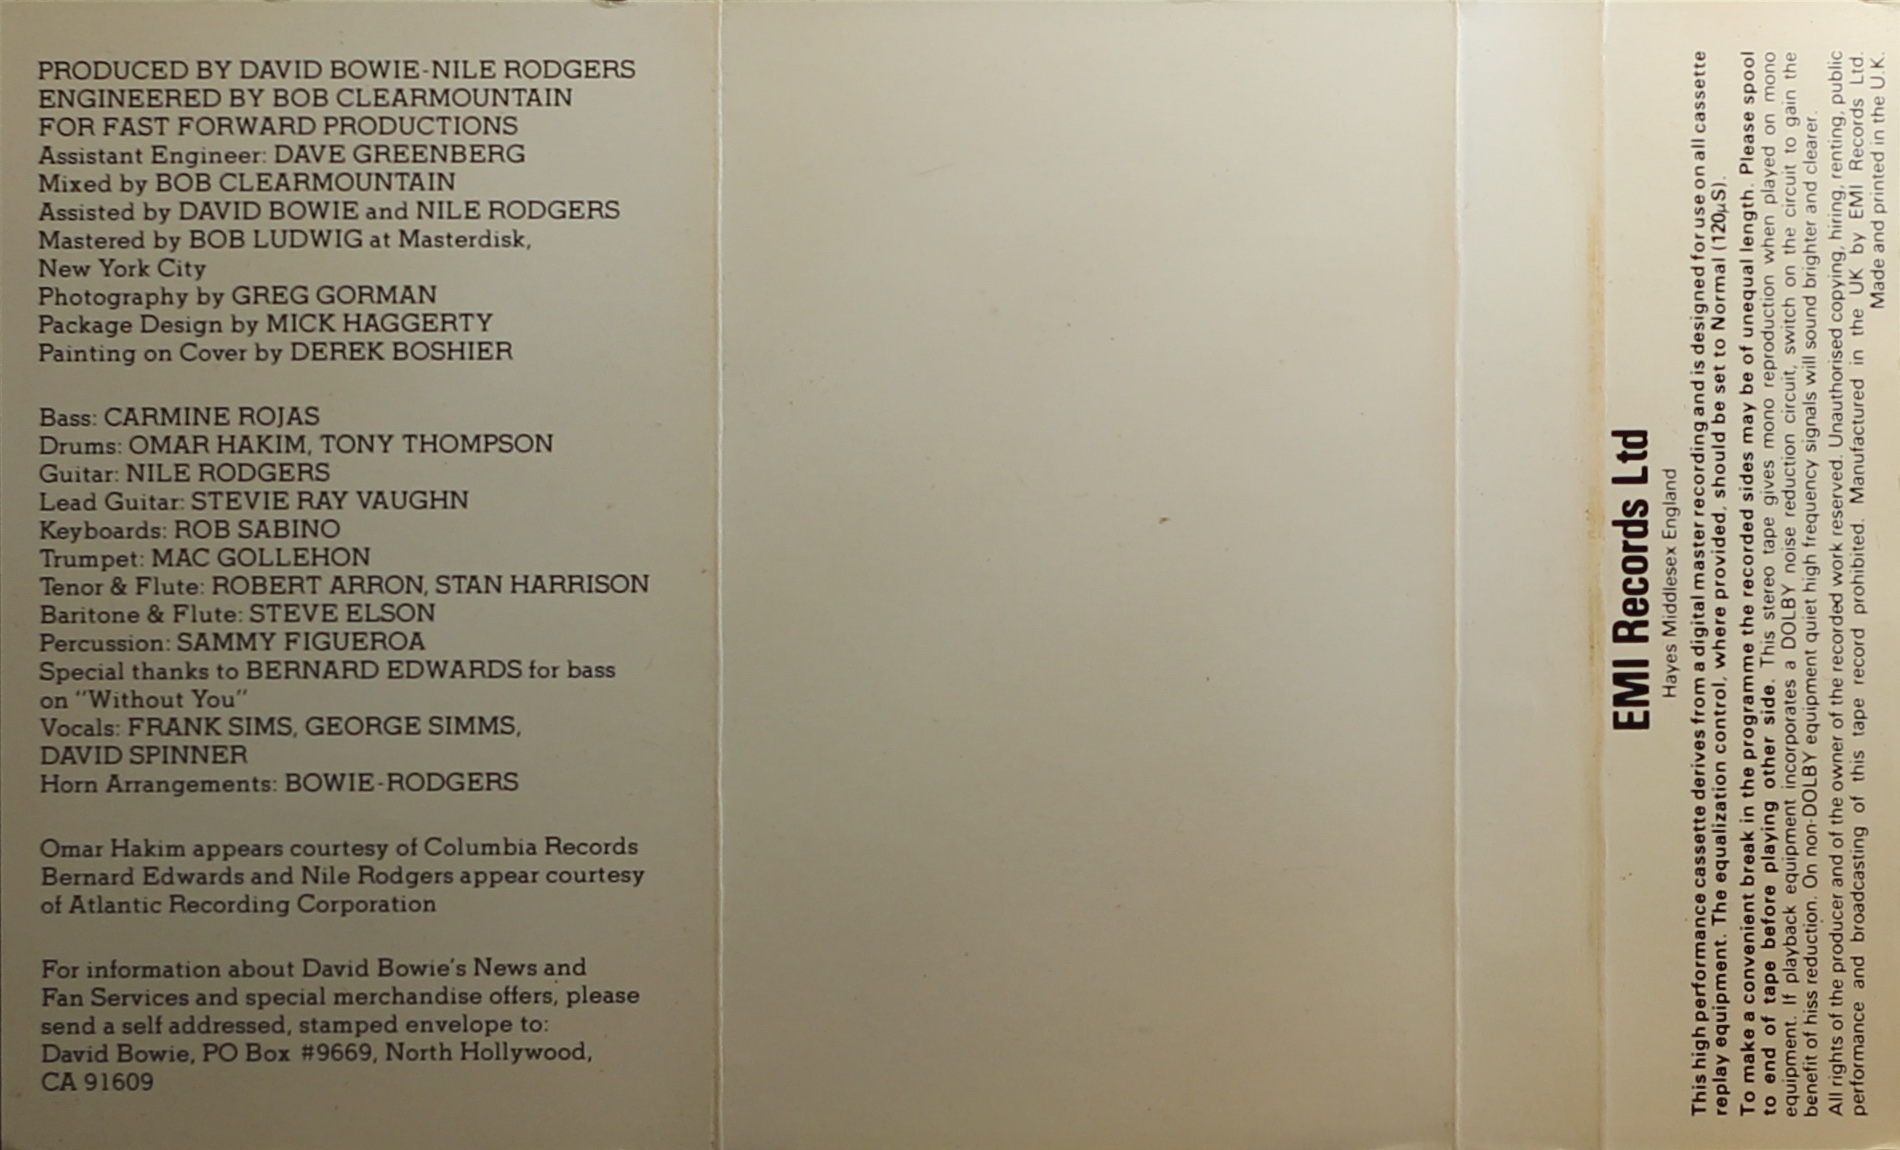 PRODUCED BY DAVID BOWIE-NILE RODGERS
ENGINEERED BY BOB CLEARMOUNTAIN
FOR FAST FORWARD PRODUCTIONS
Assistant Engineer: DAVE GREENBERG
Mixed by BOB CLEARMOUNTAIN
Assisted by DAVID BOWIE and NILE RODGERS
Mastered by BOB LUDWIG at Masterdisk,
New York City
Photography by GREG GORMAN
Package Design by MICK HAGGERTY
Painting on Cover by DEREK BOSHIER
Bass: CARMINE ROJAS
Drums: OMAR HAKIM, TONY THOMPSON
Guitar: NILE RODGERS
Lead Guitar: STEVIE RAY VAUGHN
Keyboards: ROB SABINO
Trumpet: MAC GOLLEHON
Tenor & Flute: ROBERT ARRON, STAN HARRISON
Baritone & Flute: STEVE ELSON
Percussion: SAMMY FIGUEROA
Special thanks to BERNARD EDWARDS for bass
on "Without You"
Vocals: FRANK SIMS, GEORGE SIMMS,
DAVID SPINNER
Horn Arrangements: BOWIE-RODGERS
Omar Hakim appears courtesy of Columbia Records
Bernard Edwards and Nile Rodgers appear courtesy
of Atlantic Recording Corporation
For information about David Bowie's News and
Fan Services and special merchandise offers, please
send a self addressed, stamped envelope to:
David Bowie, PO Box #9669, North Hollywood,
CA 91609
EMI Records Ltd
Hayes Middlesex England
This high performance cassette derives from a digital master recording and is designed for use on all cassette
replay equipment. The equalization control, where provided, should be set to Normal (120µS).
To make a convenient break in the programme the recorded sides may be of unequal length. Please spool
to end of tape before playing other side. This stereo tape gives mono reproduction when played on mono
equipment. If playback equipment incorporates a DOLBY noise reduction circuit, switch on the circuit to gain the
benefit of hiss reduction. On non-DOLBY equipment quiet high frequency signals will sound brighter and clearer.
All rights of the producer and of the owner of the recorded work reserved. Unauthorised copying, hiring, renting, public
performance and broadcasting of this tape record prohibited. Manufactured in the UK by EMI Records Ltd.
Made and printed in the U.K.